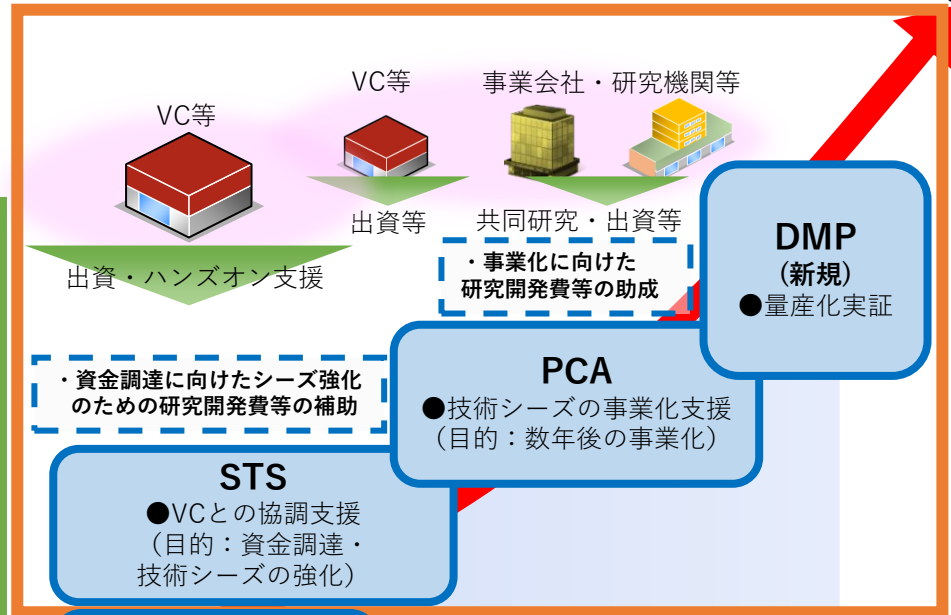 VC等
VC等
事業会社・研究機関等
出資・ハンズオン支援
出資等
共同研究・出資等
・事業化に向けた
研究開発費等の助成
DMP
(新規)
●量産化実証
・資金調達に向けたシーズ強化
のための研究開発費等の補助
PCA
●技術シーズの事業化支援
（目的：数年後の事業化）
STS
●VCとの協調支援
（目的：資金調達・
技術シーズの強化）